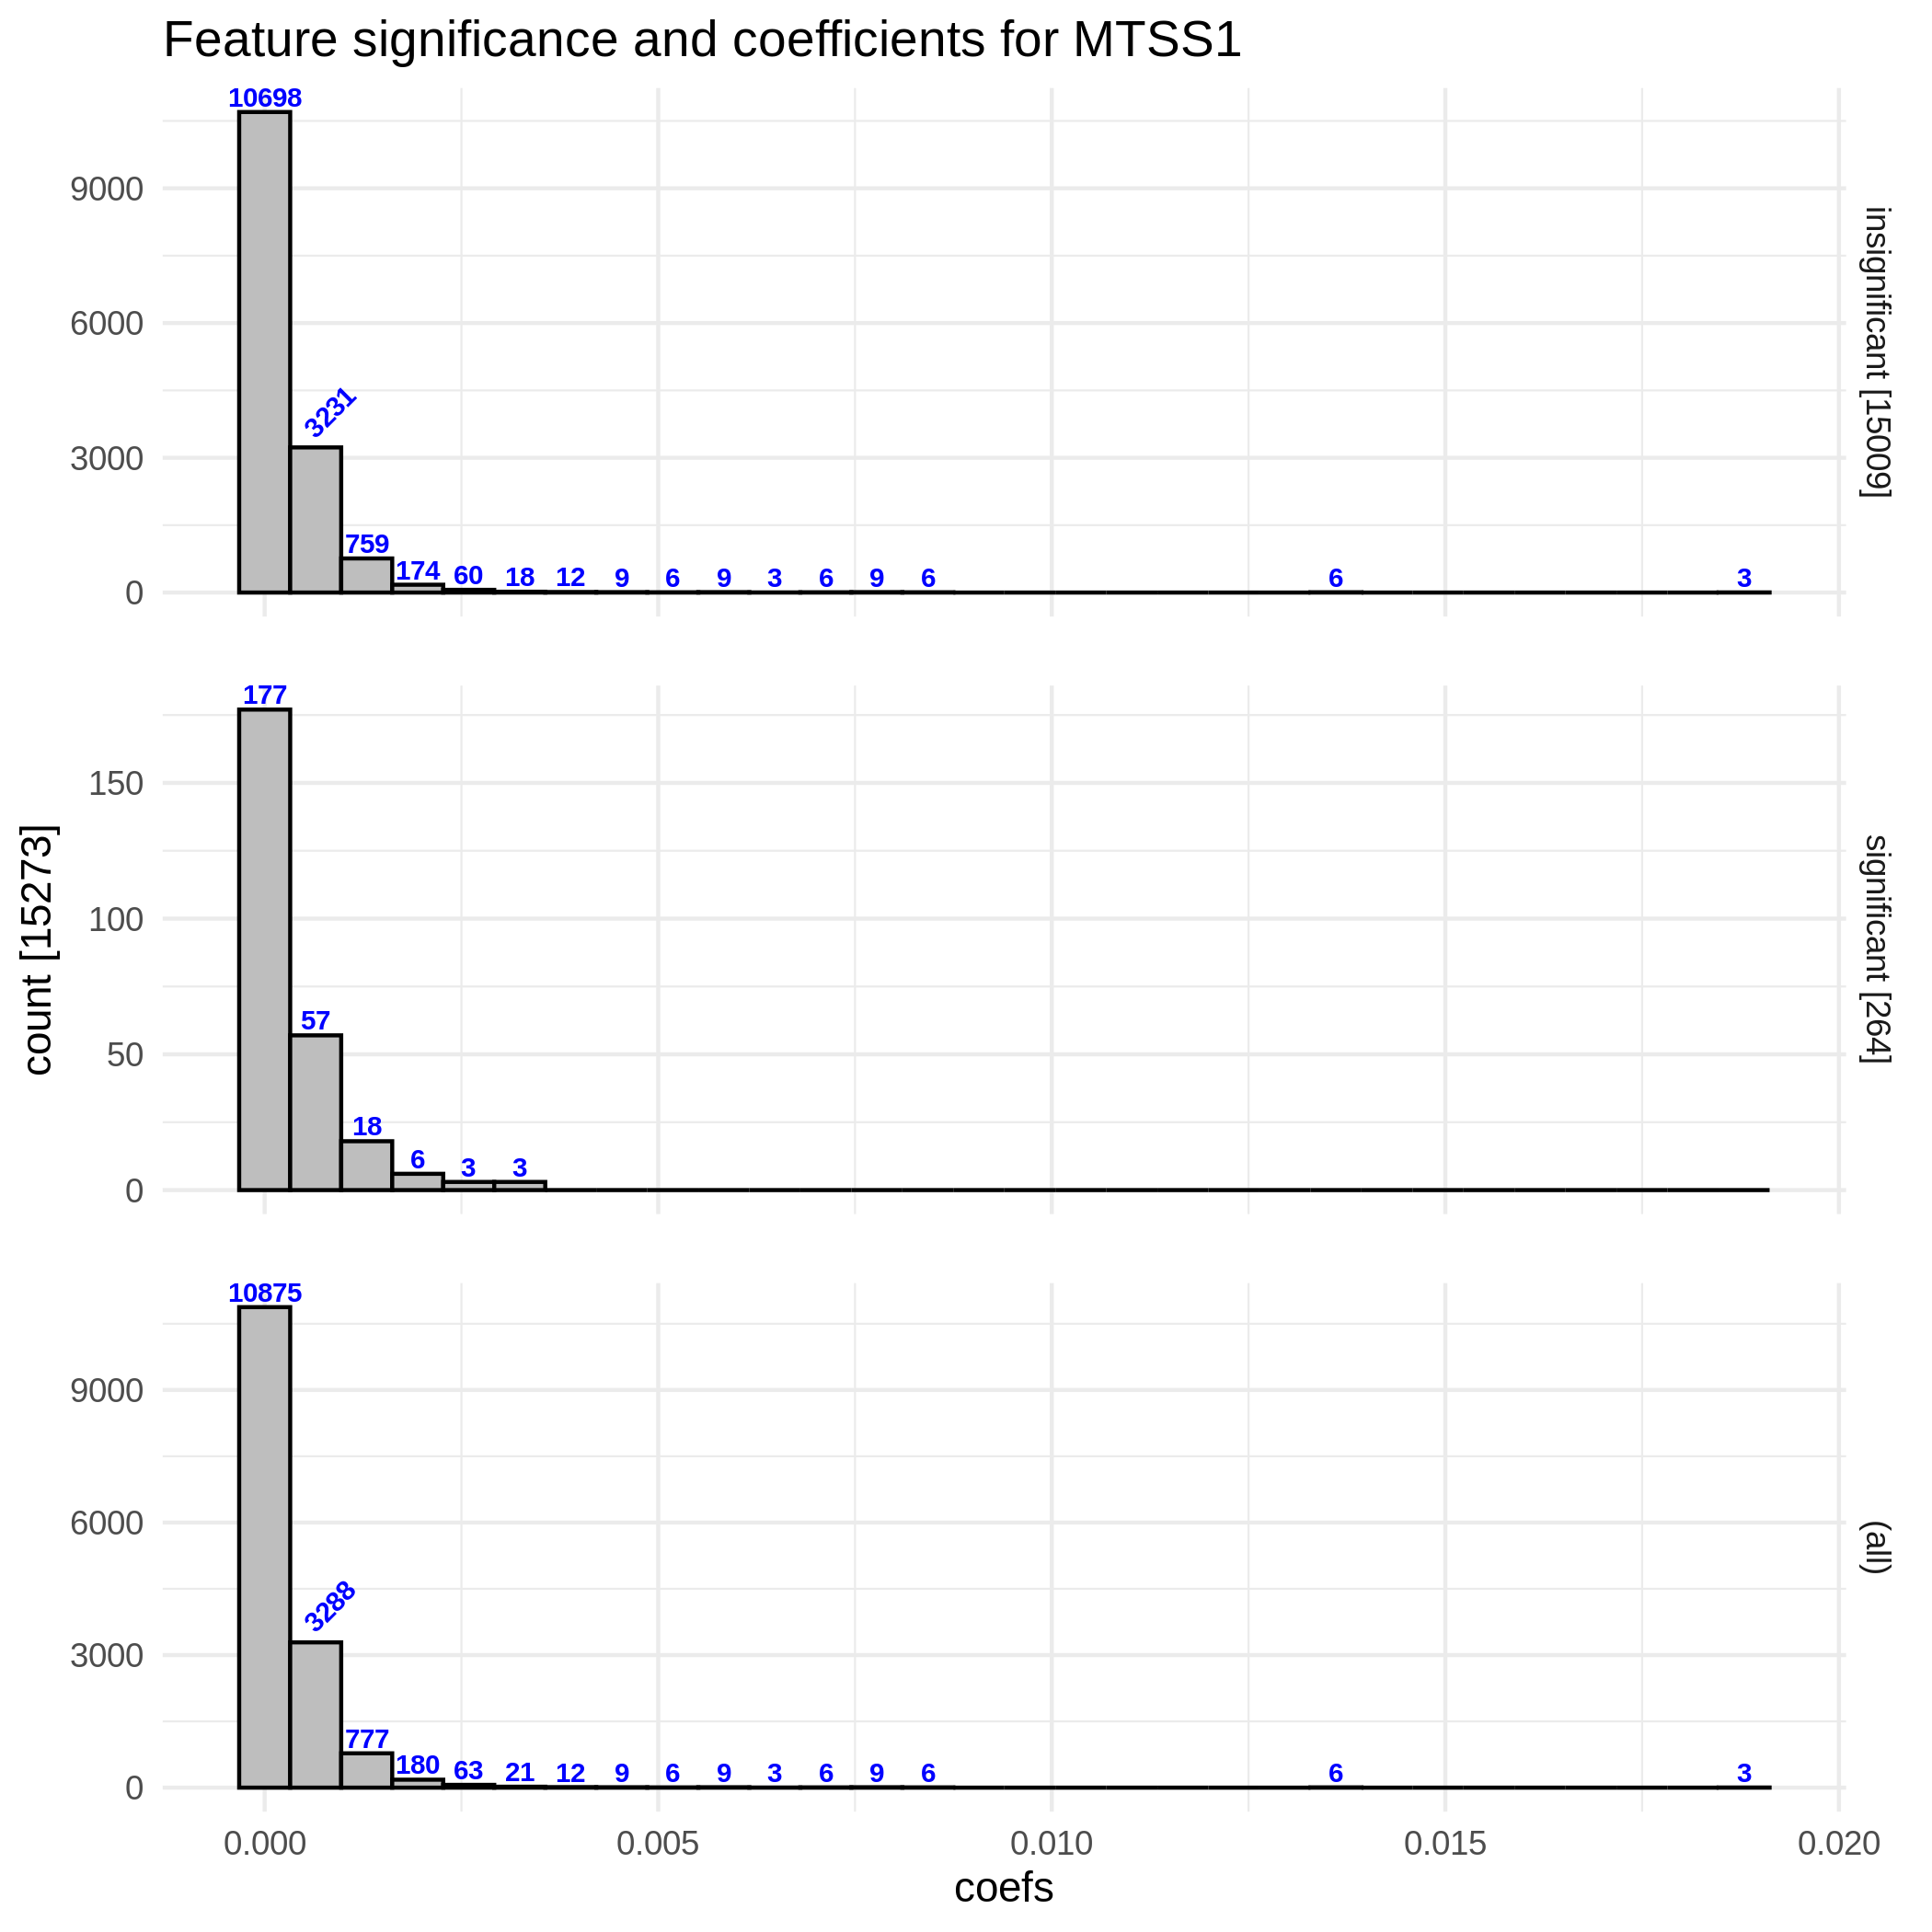 Feature significance and coefficients for MTSS1
10698
9000
6000
3000
0
3231
759
174 60 18 12 9 6 9 3 6 9 6 6 3
insignificant [15009]
177
150
100
50
0
57
18
6 3 3
significant [264]
count [15273]
10875
9000
6000
3000
0
3288
777
180 63 21 12 9 6 9 3 6 9 6 6 3
(all)
0.000 0.005 0.010 0.015 0.020
coefs